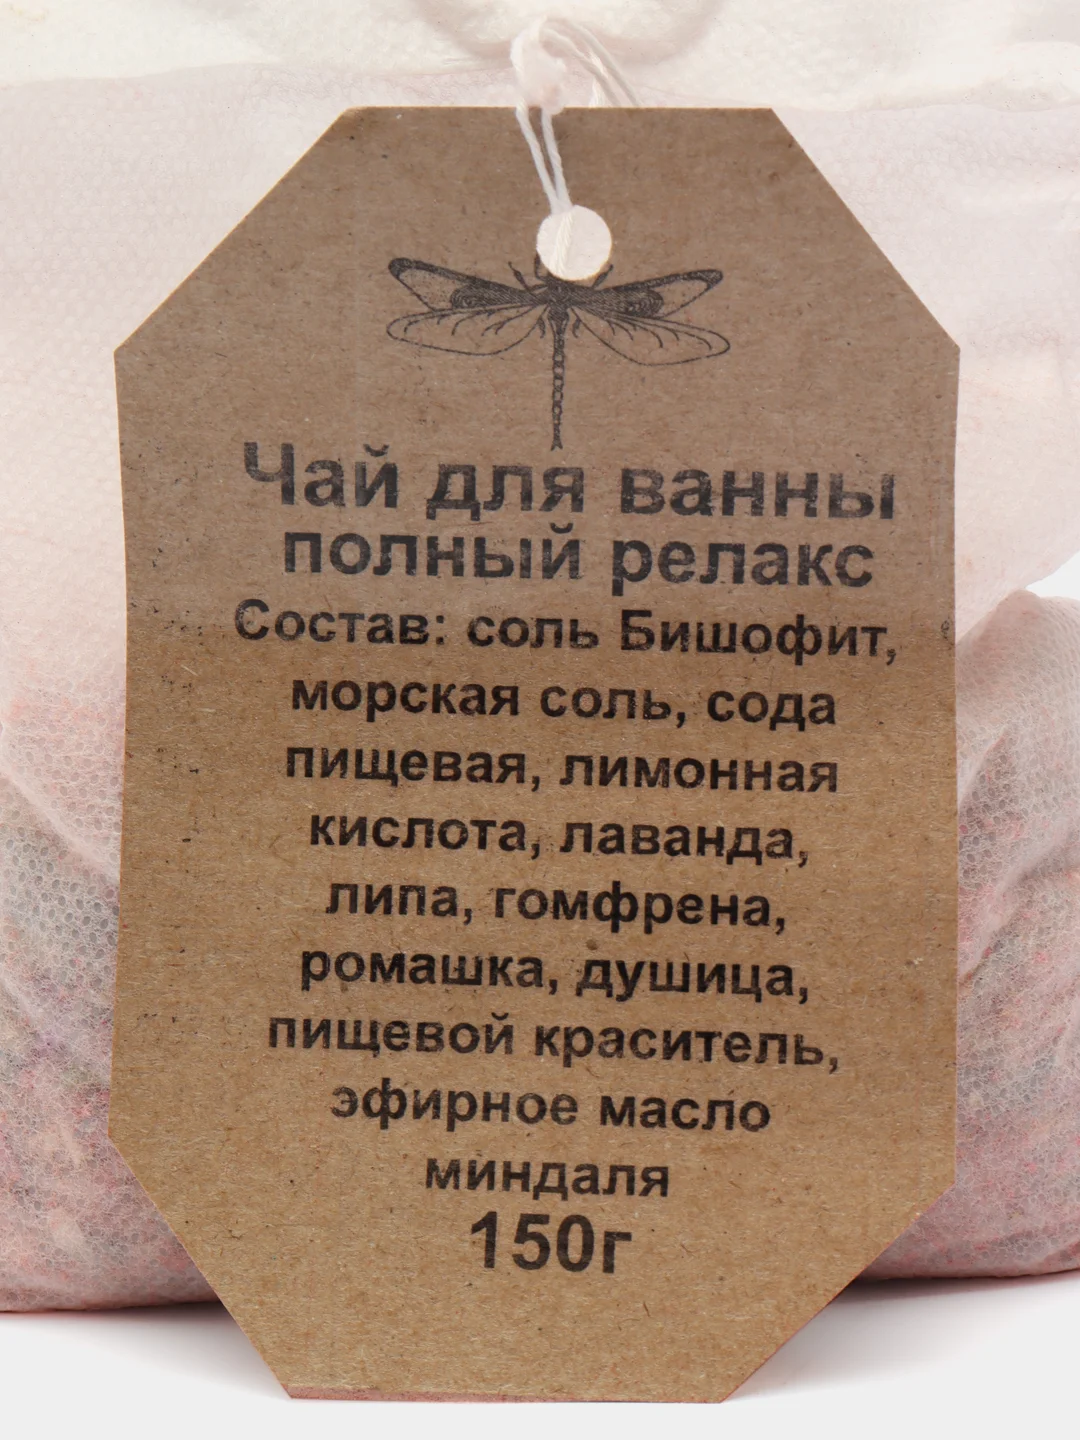 Чай для ванны
полный релакс
Состав: соль Бишофит,
морская соль, сода
пищевая, лимонная
кислота, лаванда,
липа, гомфрена,
ромашка, душица,
пищевой краситель,
эфирное масло
миндаля
150г